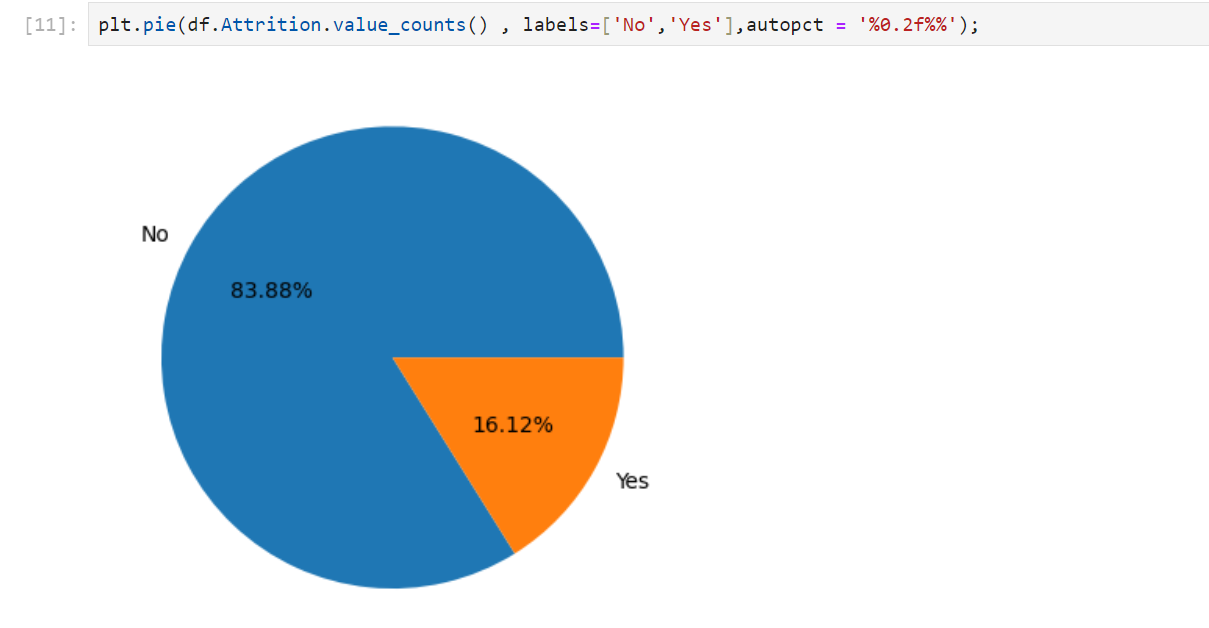 [11]: plt.pie(df.Attrition.value_counts() , labels=['No','Yes'],autopct = '%0.2f%%');
No
83.88%
16.12%
Yes